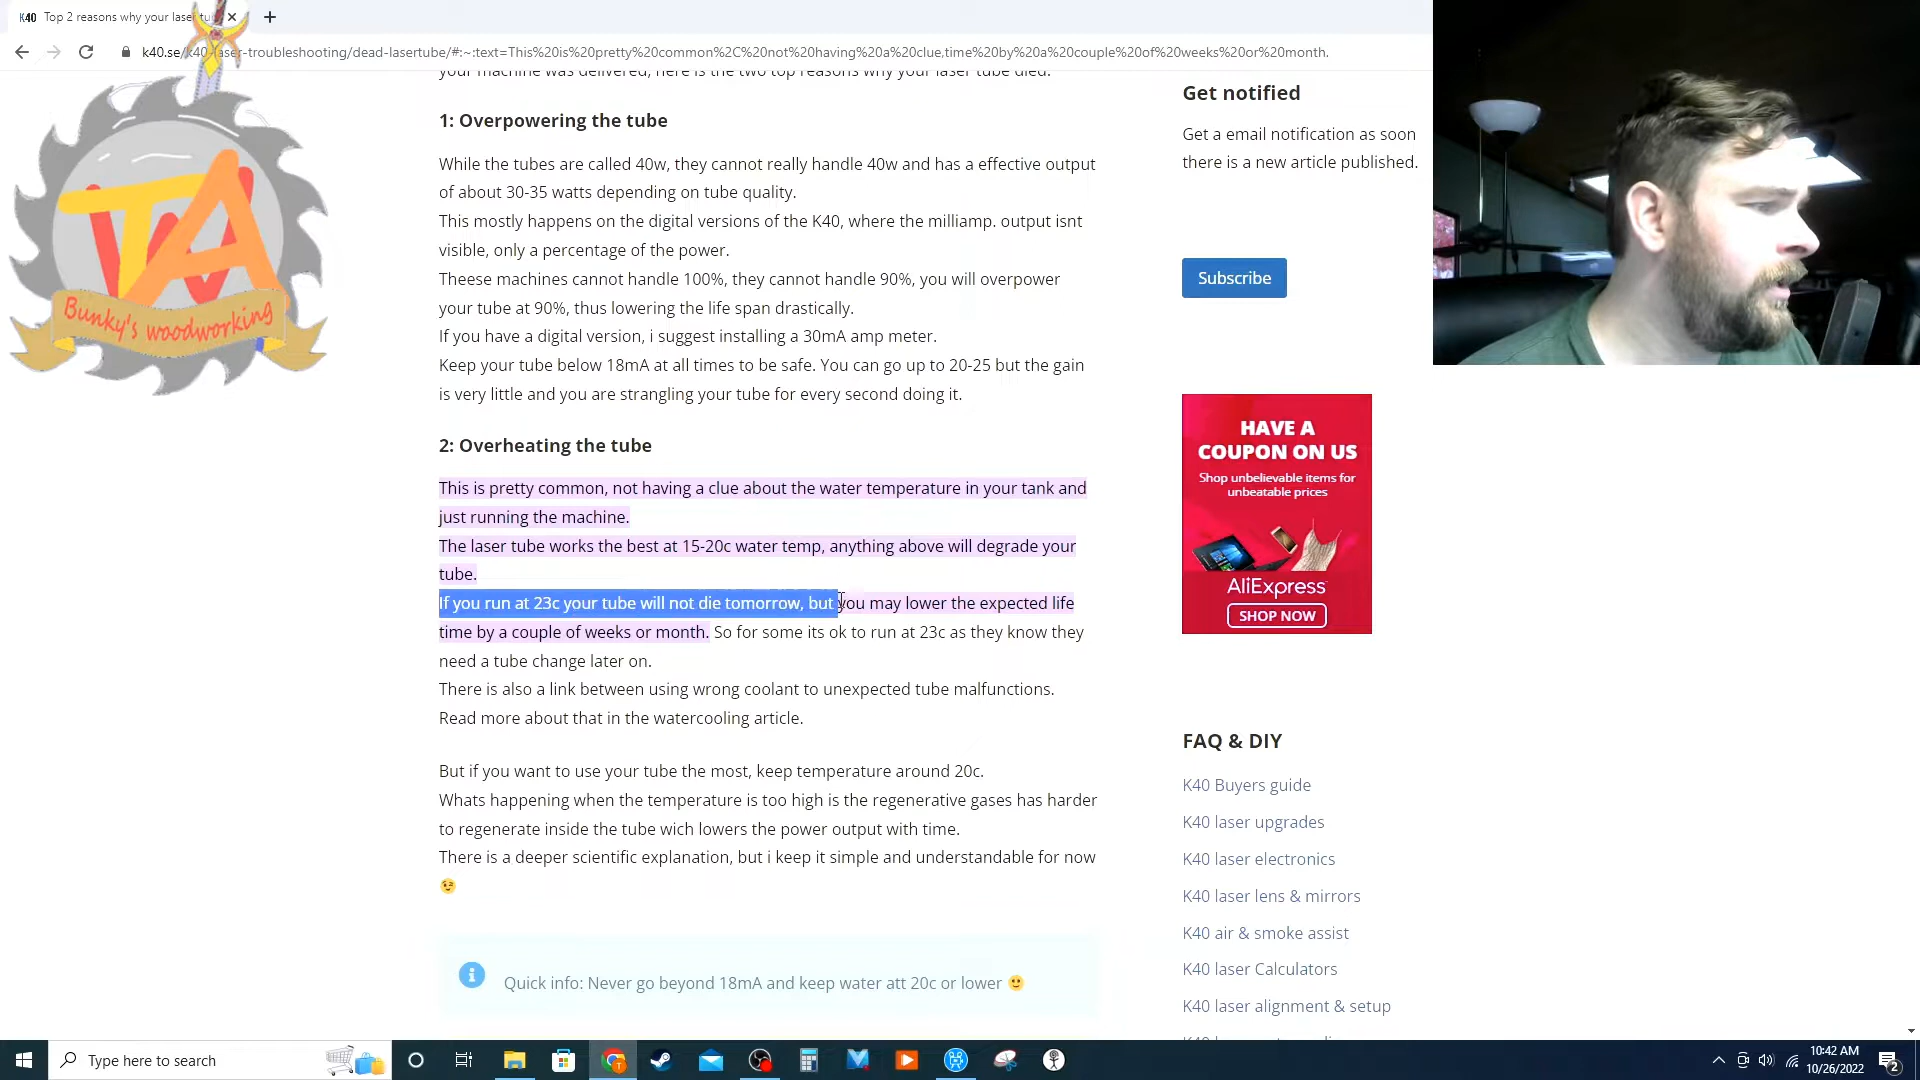 K40 Top 2 reasons why your laser tu
k40.se/k40-laser-troubleshooting/dead-lasertube/#:~:text=This%20is%20pretty%20common%2C%20not%20having%20a%20clue,time%20by%20a%20couple%20of%20weeks%20or%20month.
TA
Bunky's woodworking
your machine was delivered, here is the two top reasons why your laser tube died.
1: Overpowering the tube
While the tubes are called 40w, they cannot really handle 40w and has a effective output
of about 30-35 watts depending on tube quality.
This mostly happens on the digital versions of the K40, where the milliamp. output isnt
visible, only a percentage of the power.
Theese machines cannot handle 100%, they cannot handle 90%, you will overpower
your tube at 90%, thus lowering the life span drastically.
If you have a digital version, i suggest installing a 30mA amp meter.
Keep your tube below 18mA at all times to be safe. You can go up to 20-25 but the gain
is very little and you are strangling your tube for every second doing it.
2: Overheating the tube
This is pretty common, not having a clue about the water temperature in your tank and
just running the machine.
The laser tube works the best at 15-20c water temp, anything above will degrade your
tube.
If you run at 23c your tube will not die tomorrow, but you may lower the expected life
time by a couple of weeks or month. So for some its ok to run at 23c as they know they
need a tube change later on.
There is also a link between using wrong coolant to unexpected tube malfunctions.
Read more about that in the watercooling article.
But if you want to use your tube the most, keep temperature around 20c.
Whats happening when the temperature is too high is the regenerative gases has harder
to regenerate inside the tube wich lowers the power output with time.
There is a deeper scientific explanation, but i keep it simple and understandable for now
Quick info: Never go beyond 18mA and keep water att 20c or lower
Get notified
Get a email notification as soon
there is a new article published.
Subscribe
HAVE A
COUPON ON US
Shop unbelievable items for
unbeatable prices
AliExpress
SHOP NOW
FAQ & DIY
K40 Buyers guide
K40 laser upgrades
K40 laser electronics
K40 laser lens & mirrors
K40 air & smoke assist
K40 laser Calculators
K40 laser alignment & setup
Type here to search
10:42 AM
10/26/2022
2